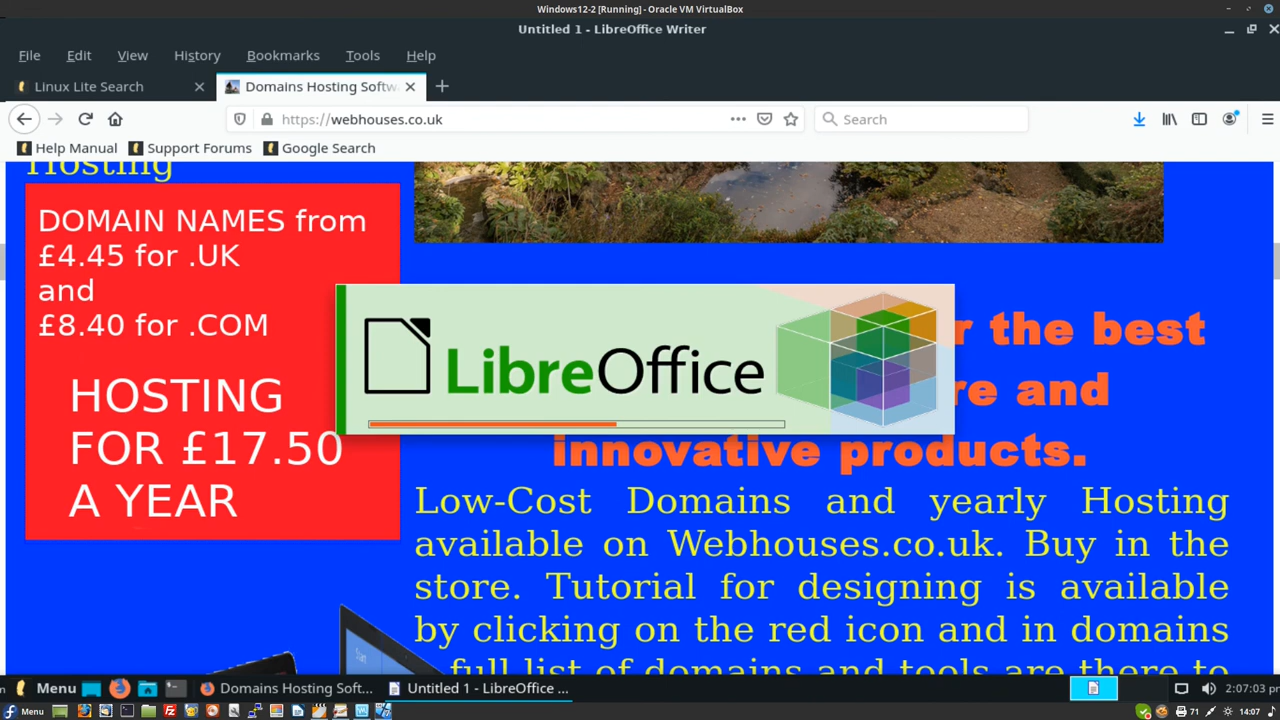 Windows12-2 [Running] - Oracle VM VirtualBox
Untitled 1 - LibreOffice Writer
File Edit View History Bookmarks Tools Help
Linux Lite Search
Domains Hosting Softw
https://webhouses.co.uk
Search
Help Manual
Support Forums
Google Search
Hosting
DOMAIN NAMES from
£4.45 for .UK
and
£8.40 for .COM
HOSTING
FOR £17.50
A YEAR
LibreOffice
r the best
re and
innovative products.
Low-Cost Domains and yearly Hosting
available on Webhouses.co.uk. Buy in the
store. Tutorial for designing is available
by clicking on the red icon and in domains
full list of domains and tools are there to
Menu
Domains Hosting Soft...
Untitled 1 - LibreOffice ...
2:07:03 pm
Menu
71
14:07